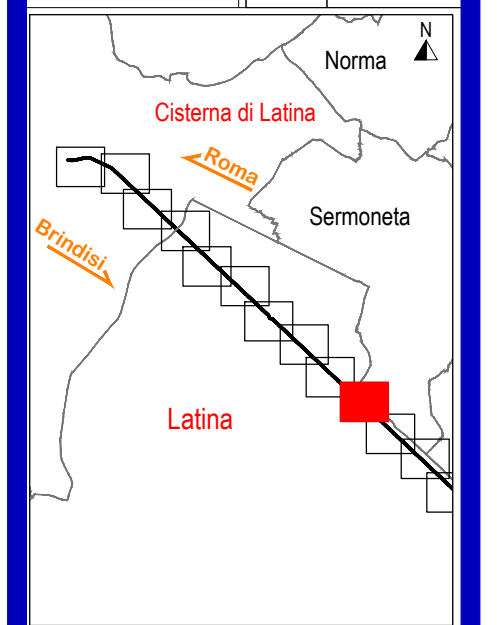 N
Norma
Cisterna di Latina
Roma
Sermoneta
Brindisi
Latina